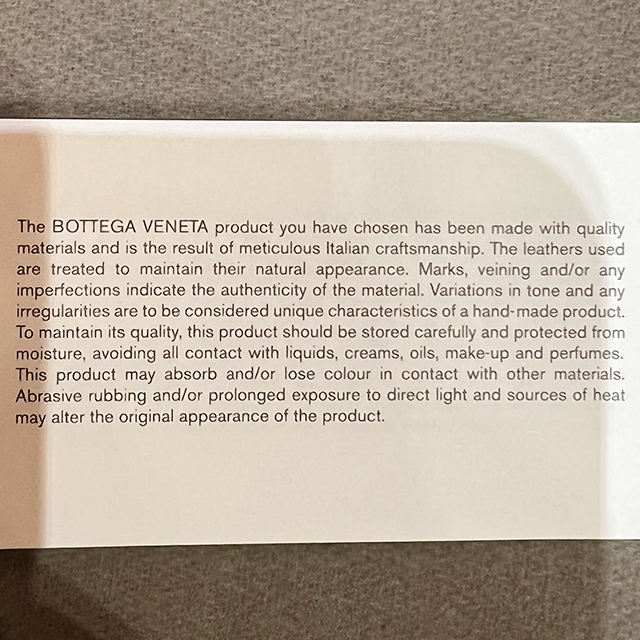 The BOTTEGA VENETA product you have chosen has been made with quality
materials and is the result of meticulous Italian craftsmanship. The leathers used
are treated to maintain their natural appearance. Marks, veining and/or any
imperfections indicate the authenticity of the material. Variations in tone and any
irregularities are to be considered unique characteristics of a hand-made product.
To maintain its quality, this product should be stored carefully and protected from
moisture, avoiding all contact with liquids, creams, oils, make-up and perfumes.
This product may absorb and/or lose colour in contact with other materials.
Abrasive rubbing and/or prolonged exposure to direct light and sources of heat
may alter the original appearance of the product.